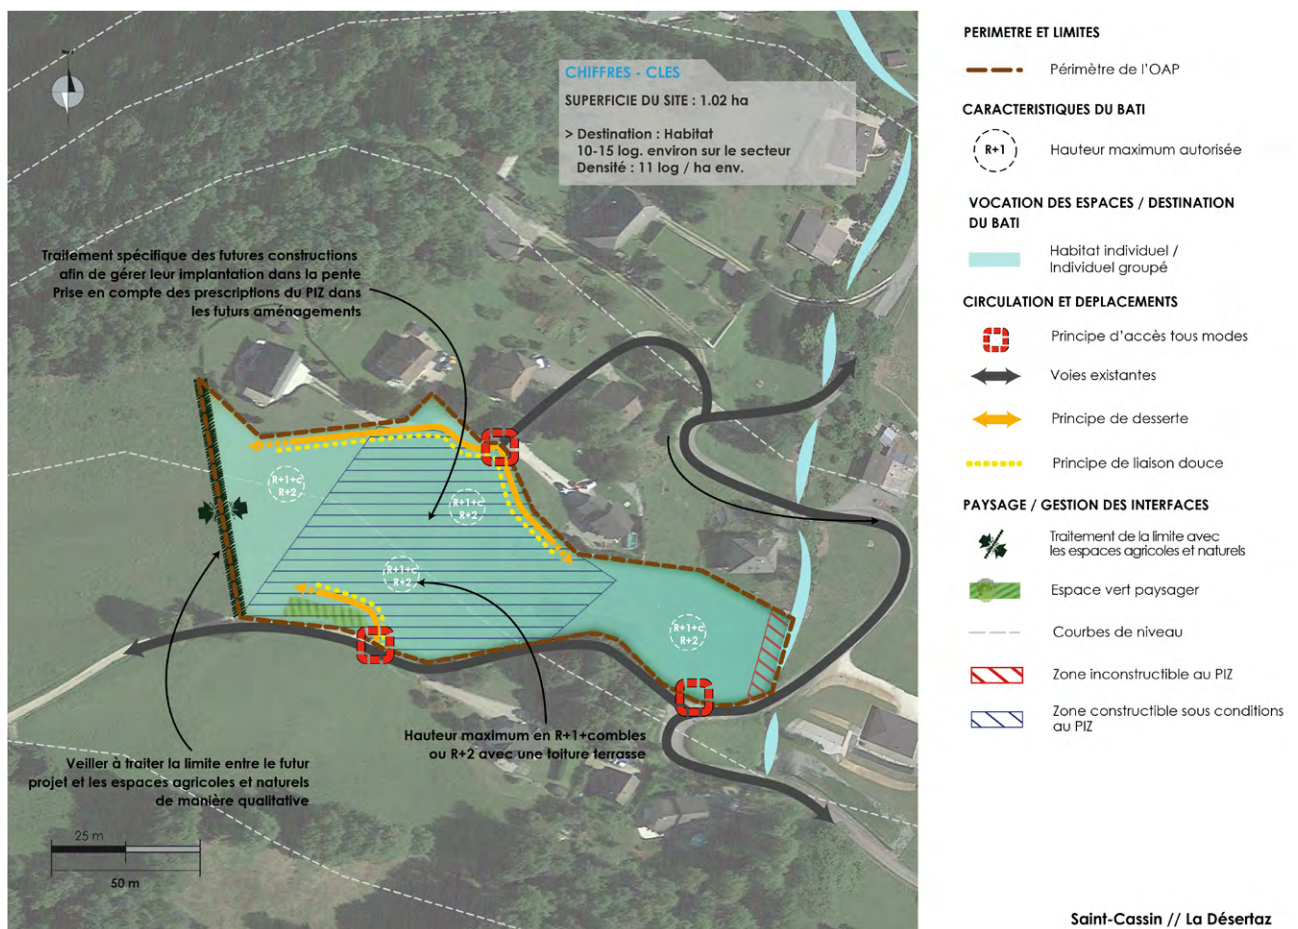 CHIFFRES - CLES
SUPERFICIE DU SITE : 1.02 ha
> Destination : Habitat
10-15 log. environ sur le secteur
Densité : 11 log / ha env.
Traitement spécifique des futures constructions
afin de gérer leur implantation dans la pente
Prise en compte des prescriptions du PIZ dans
les futurs aménagements
R+1+c
R+2
R+1+c
R+2
R+1+c
R+2
R+1+c
R+2
Hauteur maximum en R+1+combles
ou R+2 avec une toiture terrasse
Veiller à traiter la limite entre le futur
projet et les espaces agricoles et naturels
de manière qualitative
25 m
50 m
PERIMETRE ET LIMITES
Périmètre de l'OAP
CARACTERISTIQUES DU BATI
R+1
Hauteur maximum autorisée
VOCATION DES ESPACES / DESTINATION
DU BATI
Habitat individuel /
Individuel groupé
CIRCULATION ET DEPLACEMENTS
Principe d'accès tous modes
Voies existantes
Principe de desserte
Principe de liaison douce
PAYSAGE / GESTION DES INTERFACES
Traitement de la limite avec
les espaces agricoles et naturels
Espace vert paysager
Courbes de niveau
Zone inconstructible au PIZ
Zone constructible sous conditions
au PIZ
Saint-Cassin // La Désertaz